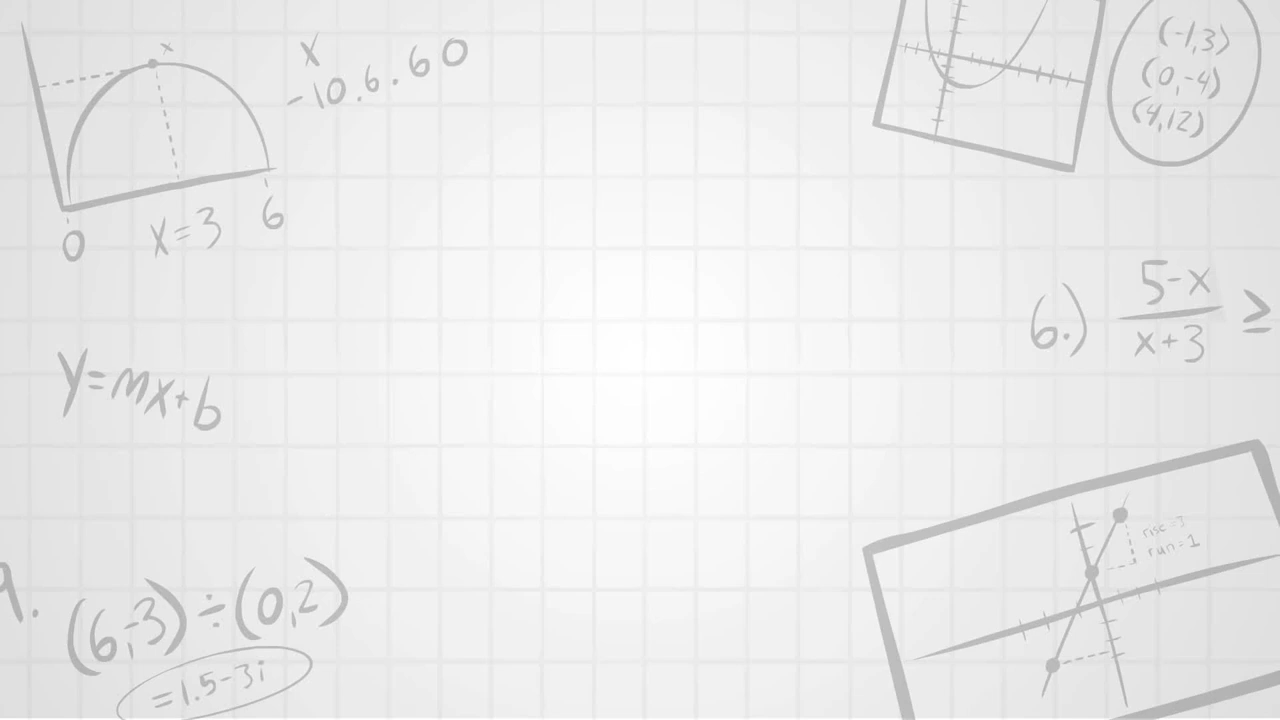 x
X
-10.6.60
0
X=3
6
(-1,3)
(0,-4)
(4,12)
6.) 5-x
x+3 ≥
y=mx+b
rise=3
run=1
9. (6,-3)÷(0,2)
=1.5-3i